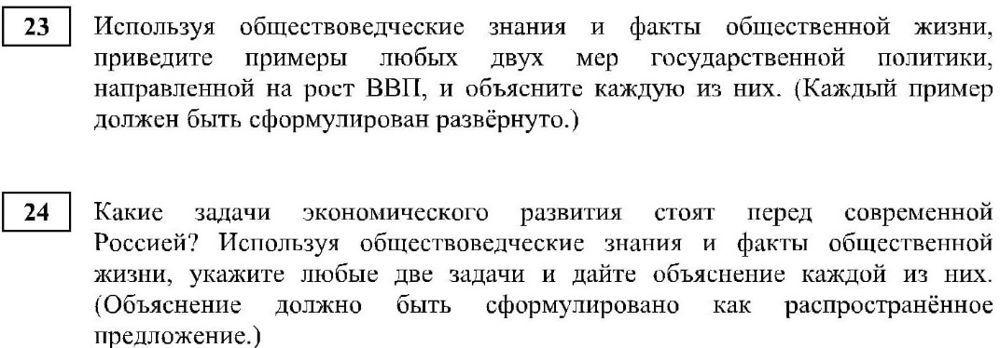 23 Используя обществоведческие знания и факты общественной жизни,
приведите примеры любых двух мер государственной политики,
направленной на рост ВВП, и объясните каждую из них. (Каждый пример
должен быть сформулирован развёрнуто.)
24 Какие задачи экономического развития стоят перед современной
Россией? Используя обществоведческие знания и факты общественной
жизни, укажите любые две задачи и дайте объяснение каждой из них.
(Объяснение должно быть сформулировано как распространённое
предложение.)